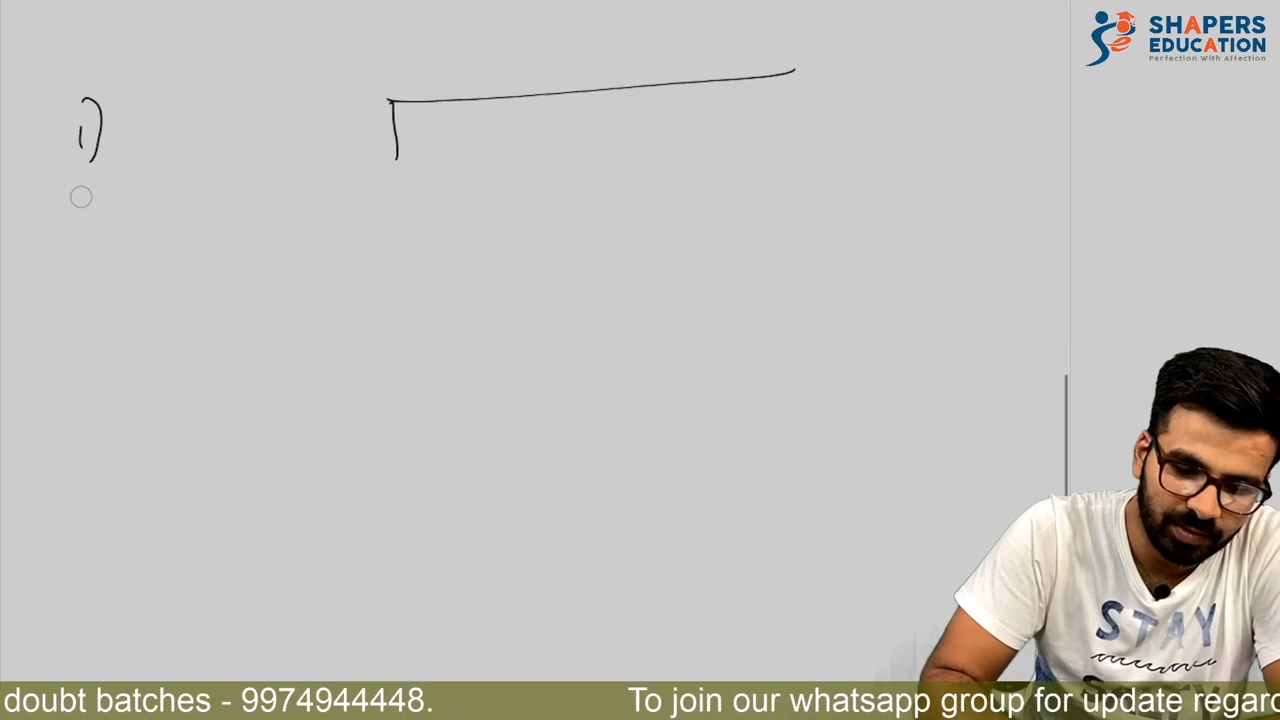 SHAPERS
EDUCATION
Perfection With Affection
1)
STAY
doubt batches - 9974944448. To join our whatsapp group for update regard